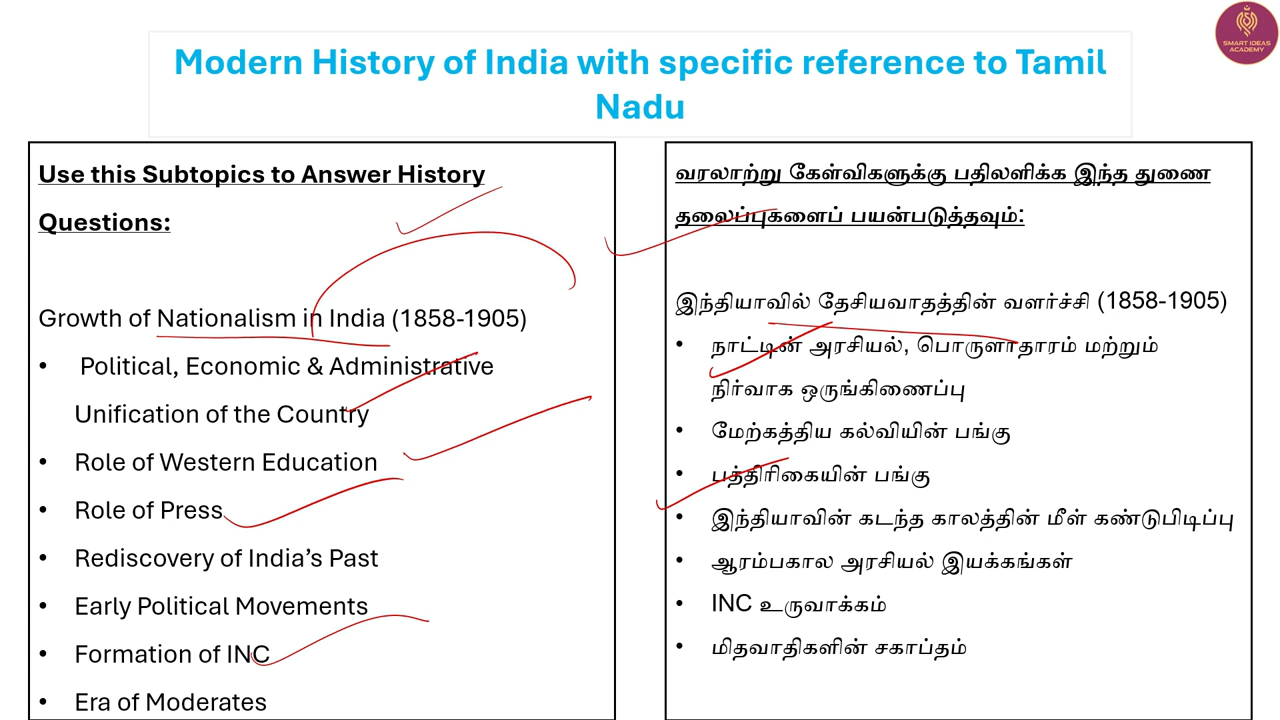 SMART IDEAS
ACADEMY
Modern History of India with specific reference to Tamil
Nadu
Use this Subtopics to Answer History
Questions:
Growth of Nationalism in India (1858-1905)
• Political, Economic & Administrative
Unification of the Country
• Role of Western Education
• Role of Press
• Rediscovery of India’s Past
• Early Political Movements
• Formation of INC
• Era of Moderates
வரலாற்று கேள்விகளுக்கு பதிலளிக்க இந்த துணை
தலைப்புகளைப் பயன்படுத்தவும்:
இந்தியாவில் தேசியவாதத்தின் வளர்ச்சி (1858-1905)
• நாட்டின் அரசியல், பொருளாதாரம் மற்றும்
நிர்வாக ஒருங்கிணைப்பு
• மேற்கத்திய கல்வியின் பங்கு
• பத்திரிகையின் பங்கு
• இந்தியாவின் கடந்த காலத்தின் மீள் கண்டுபிடிப்பு
• ஆரம்பகால அரசியல் இயக்கங்கள்
• INC உருவாக்கம்
• மிதவாதிகளின் சகாப்தம்